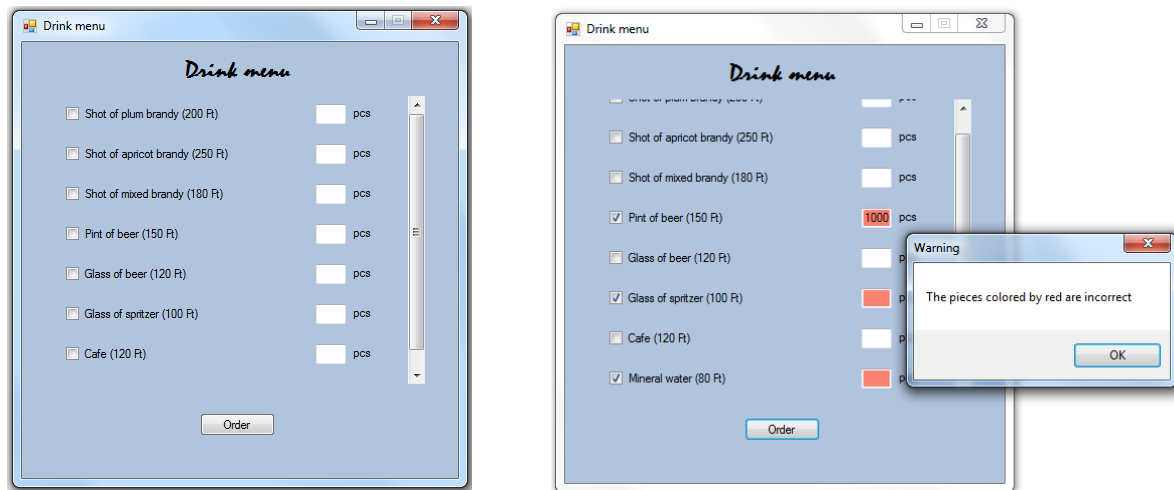 Drink menu
Drink menu
Shot of plum brandy (200 Ft) pcs
Shot of apricot brandy (250 Ft) pcs
Shot of mixed brandy (180 Ft) pcs
Pint of beer (150 Ft) pcs
Glass of beer (120 Ft) pcs
Glass of spritzer (100 Ft) pcs
Cafe (120 Ft) pcs
Order
Drink menu
Drink menu
Shot of apricot brandy (250 Ft) pcs
Shot of mixed brandy (180 Ft) pcs
Pint of beer (150 Ft) 1000 pcs
Glass of beer (120 Ft)
Glass of spritzer (100 Ft)
Cafe (120 Ft)
Mineral water (80 Ft)
Order
Warning
The pieces colored by red are incorrect
OK